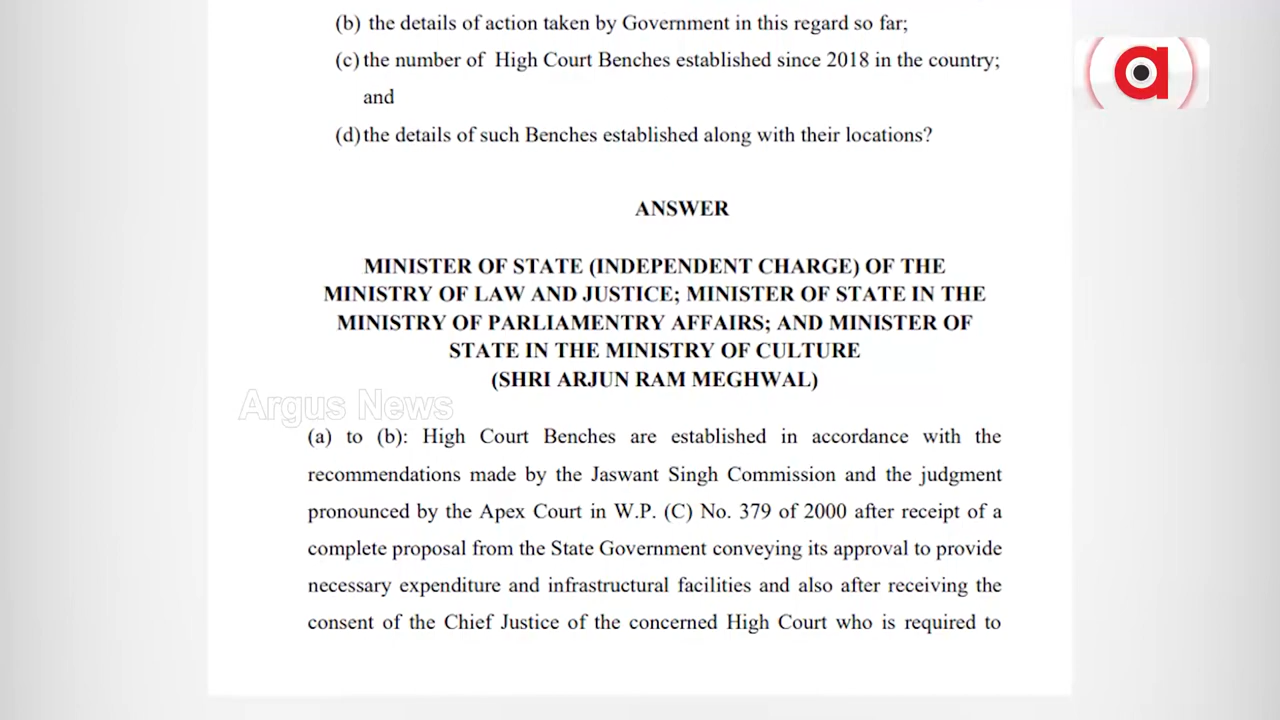 (b) the details of action taken by Government in this regard so far;
(c) the number of High Court Benches established since 2018 in the country;
and
(d) the details of such Benches established along with their locations?
ANSWER
MINISTER OF STATE (INDEPENDENT CHARGE) OF THE
MINISTRY OF LAW AND JUSTICE; MINISTER OF STATE IN THE
MINISTRY OF PARLIAMENTRY AFFAIRS; AND MINISTER OF
STATE IN THE MINISTRY OF CULTURE
(SHRI ARJUN RAM MEGHWAL)
Argus News
(a) to (b): High Court Benches are established in accordance with the
recommendations made by the Jaswant Singh Commission and the judgment
pronounced by the Apex Court in W.P. (C) No. 379 of 2000 after receipt of a
complete proposal from the State Government conveying its approval to provide
necessary expenditure and infrastructural facilities and also after receiving the
consent of the Chief Justice of the concerned High Court who is required to
a